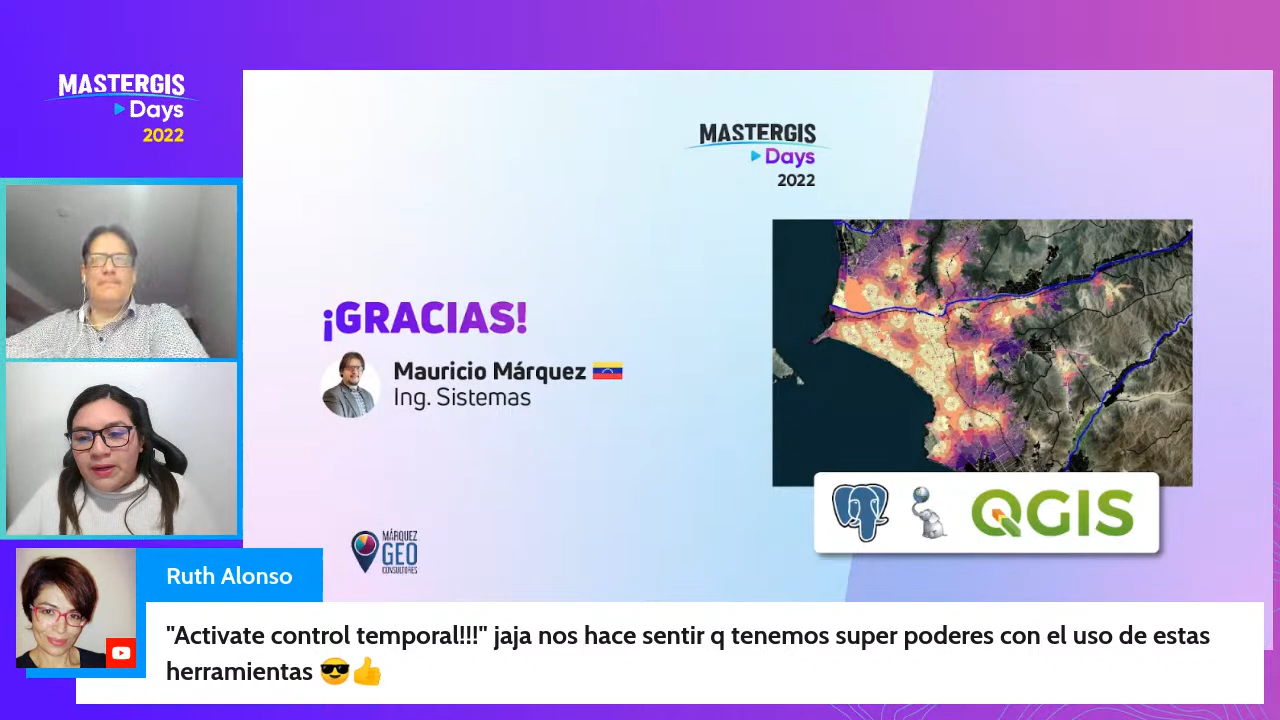 MASTERGIS
Days
2022
MASTERGIS
Days
2022
¡GRACIAS!
Mauricio Márquez
Ing. Sistemas
QGIS
MÁRQUEZ
GEO
CONSULTORES
Ruth Alonso
"Activate control temporal!!!" jaja nos hace sentir q tenemos super poderes con el uso de estas
herramientas 😎👍